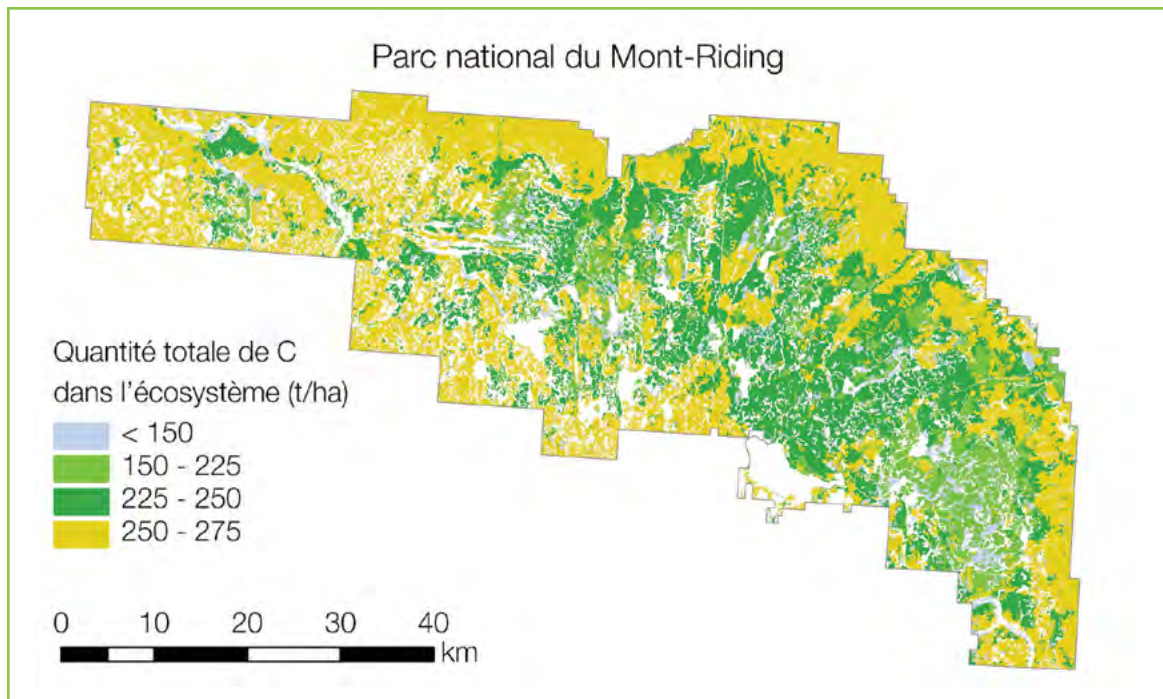 Parc national du Mont-Riding
Quantité totale de C
dans l'écosystème (t/ha)
< 150
150 - 225
225 - 250
250 - 275
0 10 20 30 40
km